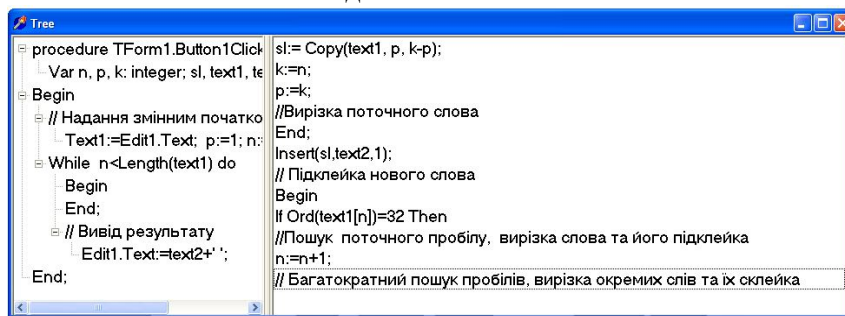 Tree
procedure TForm1.Button1Click
Var n, p, k: integer; sl, text1, te
Begin
// Надання змінним початко
Text1:=Edit1.Text; p:=1; n:
While n<Length(text1) do
Begin
End;
// Вивід результату
Edit1.Text:=text2+' ';
End;
sl:= Copy(text1, p, k-p);
k:=n;
p:=k;
//Вирізка поточного слова
End;
Insert(sl,text2,1);
// Підклейка нового слова
Begin
If Ord(text1[n])=32 Then
//Пошук поточного пробілу, вирізка слова та його підклейка
n:=n+1;
// Багатократний пошук пробілів, вирізка окремих слів та їх склейка